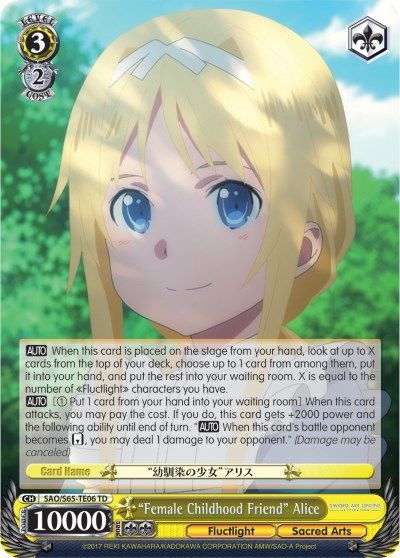 LEVEL
3
2
COST
AUTO When this card is placed on the stage from your hand, look at up to X
cards from the top of your deck, choose up to 1 card from among them, put
it into your hand, and put the rest into your waiting room. X is equal to the
number of «Fluctlight» characters you have.
AUTO [① Put 1 card from your hand into your waiting room] When this card
attacks, you may pay the cost. If you do, this card gets +2000 power and
the following ability until end of turn. "AUTO When this card's battle opponent
becomes [ ], you may deal 1 damage to your opponent." (Damage may be
canceled)
Card Name
“幼馴染の少女”アリス
CH SAO/S65-TE06 TD
POWER 10000
SOUL
“Female Childhood Friend” Alice
SWORD ART ONLINE
Fluctlight
Sacred Arts
©2017 REKI KAWAHARA/KADOKAWA CORPORATION AMW/SAO-A Project